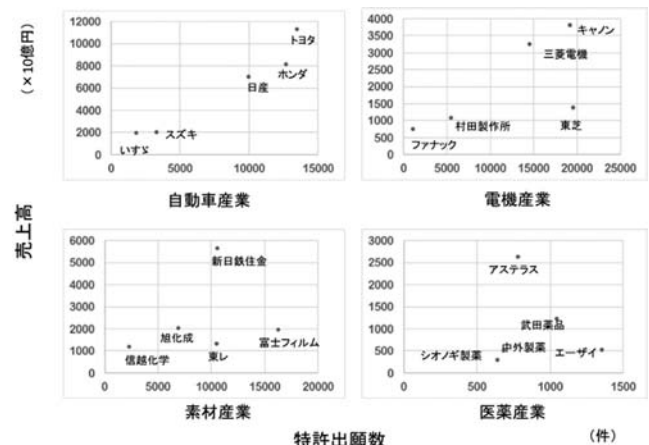 (×10億円)
売上高
12000
10000
8000
6000
4000
2000
0
トヨタ
ホンダ
日産
スズキ
いすゞ
0 5000 10000 15000
自動車産業
4000
3500
3000
2500
2000
1500
1000
500
0
キャノン
三菱電機
東芝
村田製作所
ファナック
0 5000 10000 15000 20000 25000
電機産業
6000
5000
4000
3000
2000
1000
0
新日鉄住金
旭化成
富士フィルム
信越化学
東レ
0 5000 10000 15000 20000
素材産業
3000
2500
2000
1500
1000
500
0
アステラス
武田薬品
中外製薬
エーザイ
シオノギ製薬
0 500 1000 1500
医薬産業
特許出願数
(件)